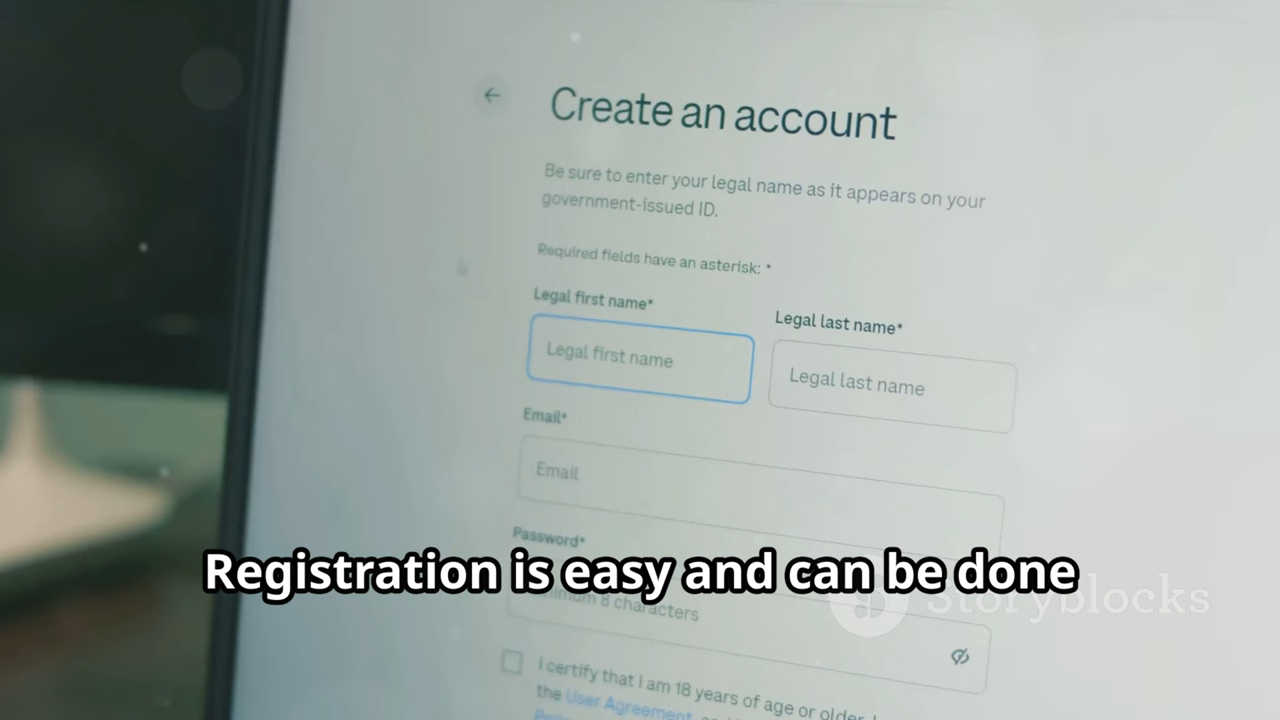 Create an account
Be sure to enter your legal name as it appears on your
government-issued ID.
Required fields have an asterisk: *
Legal first name*
Legal last name*
Legal first name
Legal last name
Email*
Email
Password*
Registration is easy and can be done
8 characters
Storyblocks
I certify that I am 18 years of age or older, I
the User Agreement,